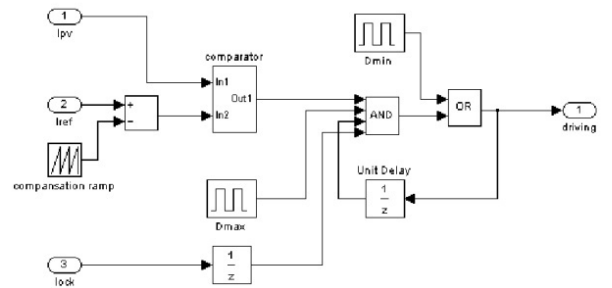 1
Ipv
comparator
In1
Out1
In2
Dmin
2
Iref
+
−
compansation ramp
AND
OR
1
driving
Unit Delay
1
z
Dmax
3
lock
1
z